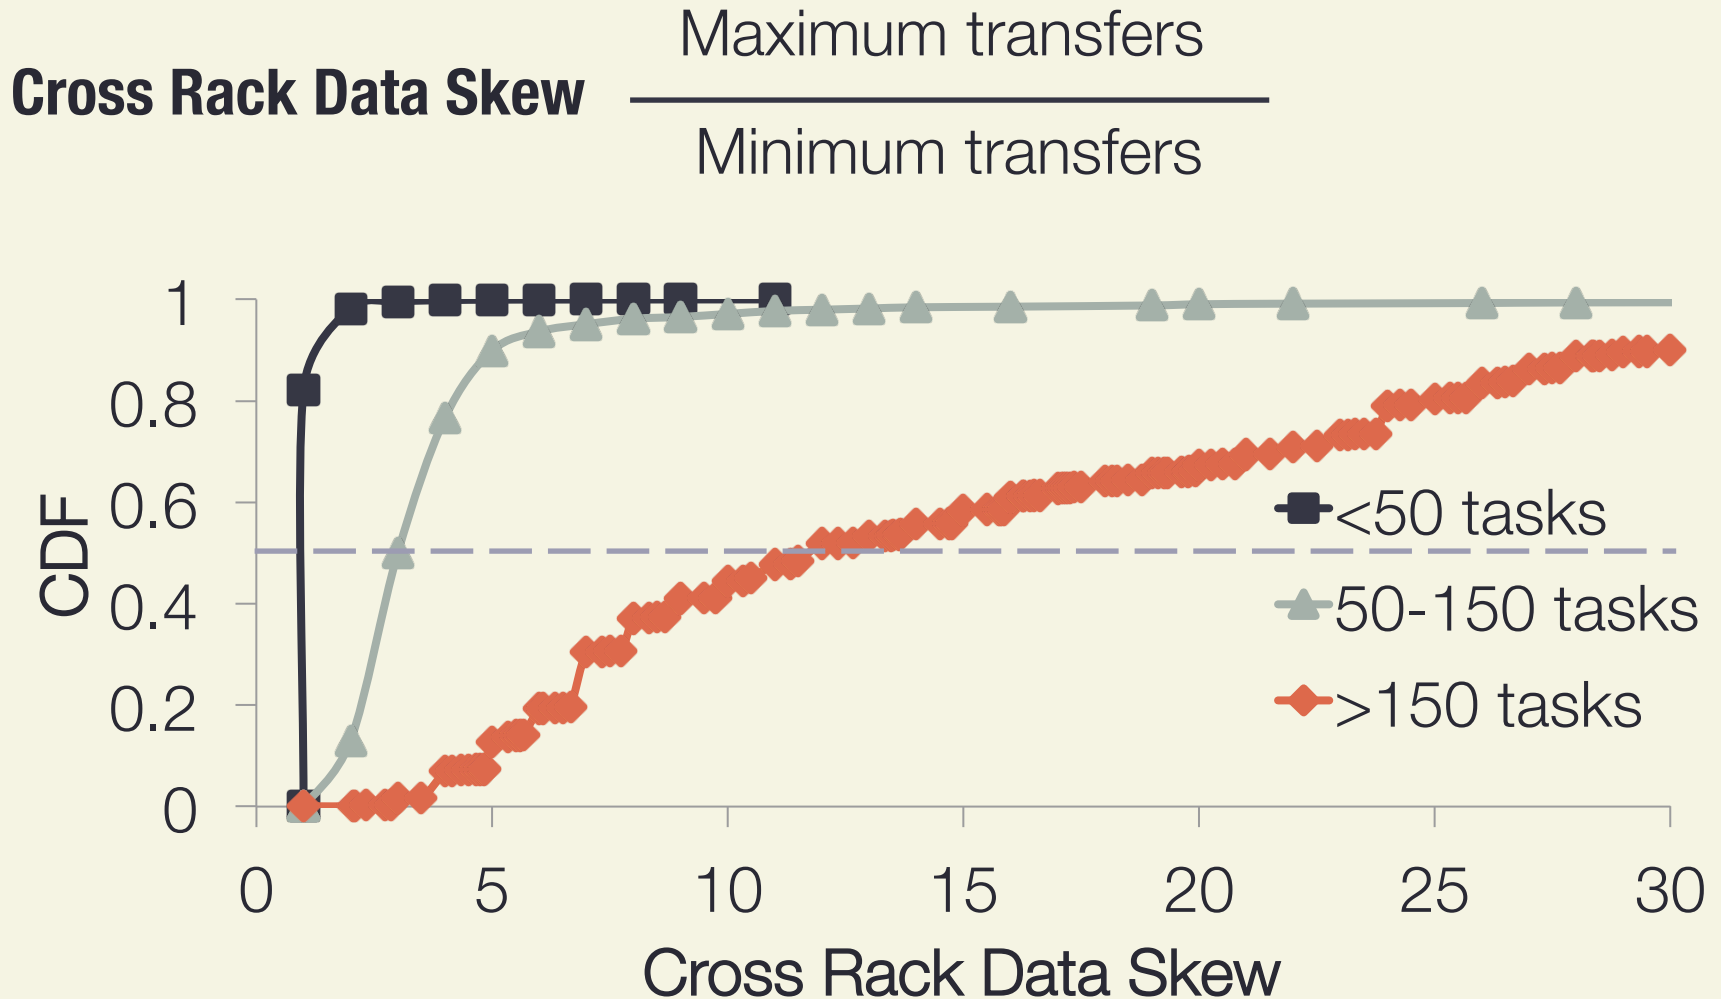 Maximum transfers
Cross Rack Data Skew
Minimum transfers
1
0.8
0.6
0.4
0.2
0
CDF
<50 tasks
50-150 tasks
>150 tasks
0 5 10 15 20 25 30
Cross Rack Data Skew